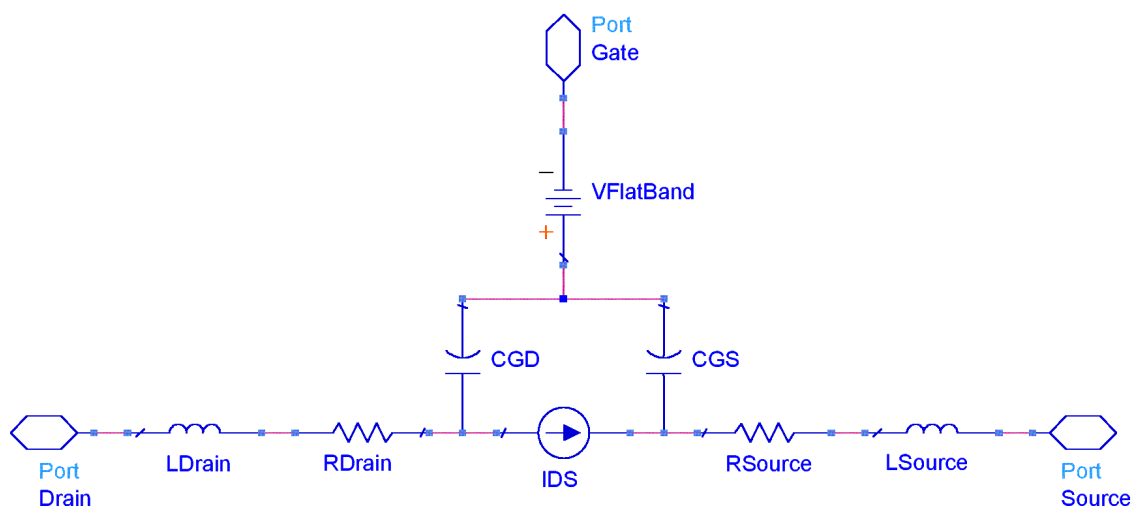 Port
Gate
−
VFlatBand
+
CGD
CGS
LDrain
RDrain
IDS
RSource
LSource
Port
Drain
Port
Source